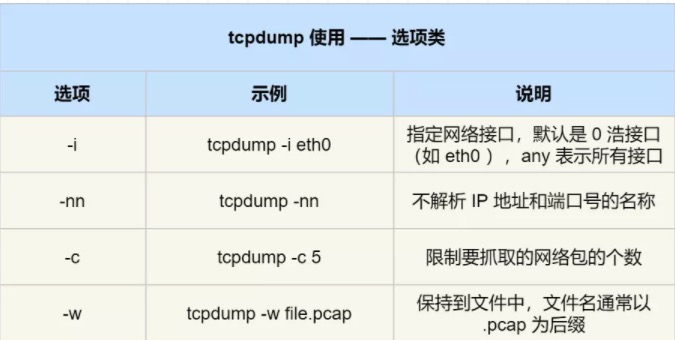 tcpdump 使用 —— 选项类
选项 示例 说明
-i tcpdump -i eth0 指定网络接口，默认是 0 浩接口
（如 eth0 ），any 表示所有接口
-nn tcpdump -nn 不解析 IP 地址和端口号的名称
-c tcpdump -c 5 限制要抓取的网络包的个数
-w tcpdump -w file.pcap 保持到文件中，文件名通常以
.pcap 为后缀